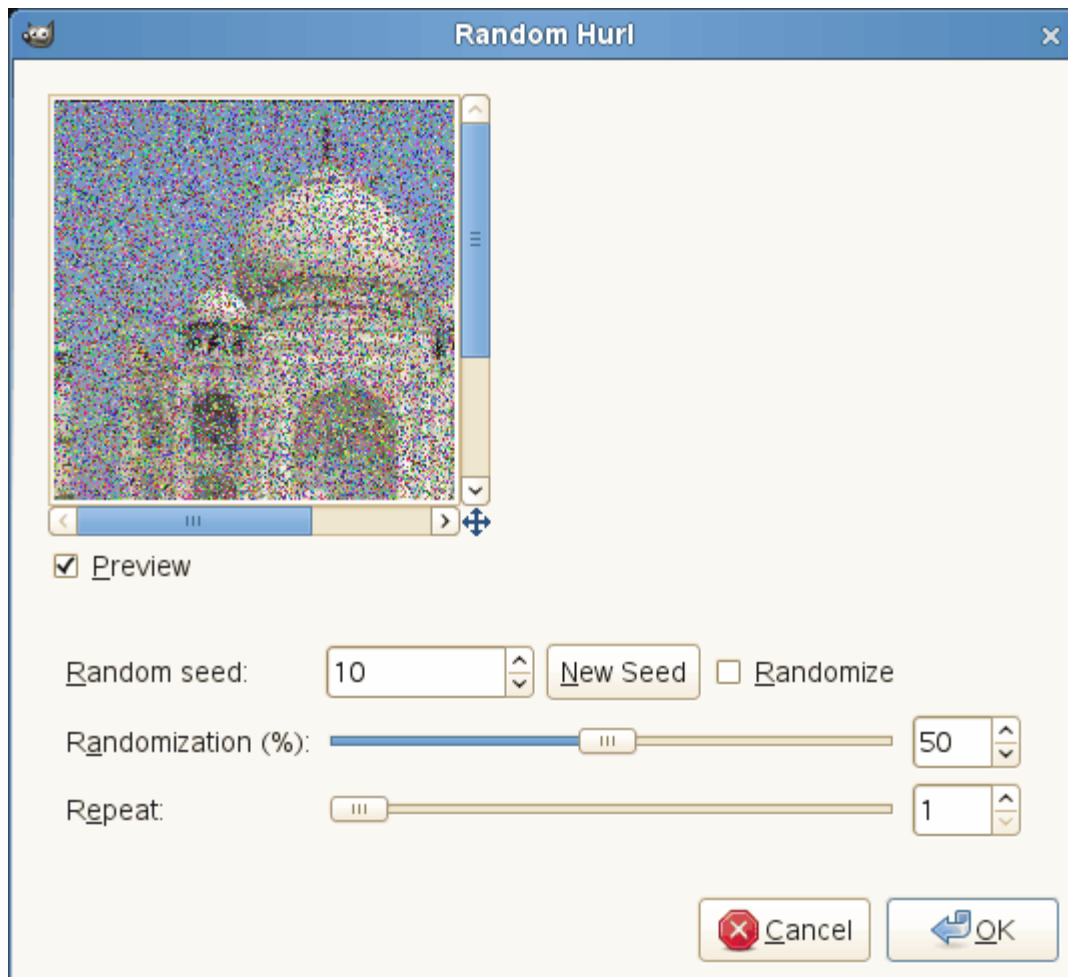 Random Hurl
Preview
Random seed: 10 New Seed Randomize
Randomization (%): 50
Repeat: 1
Cancel OK